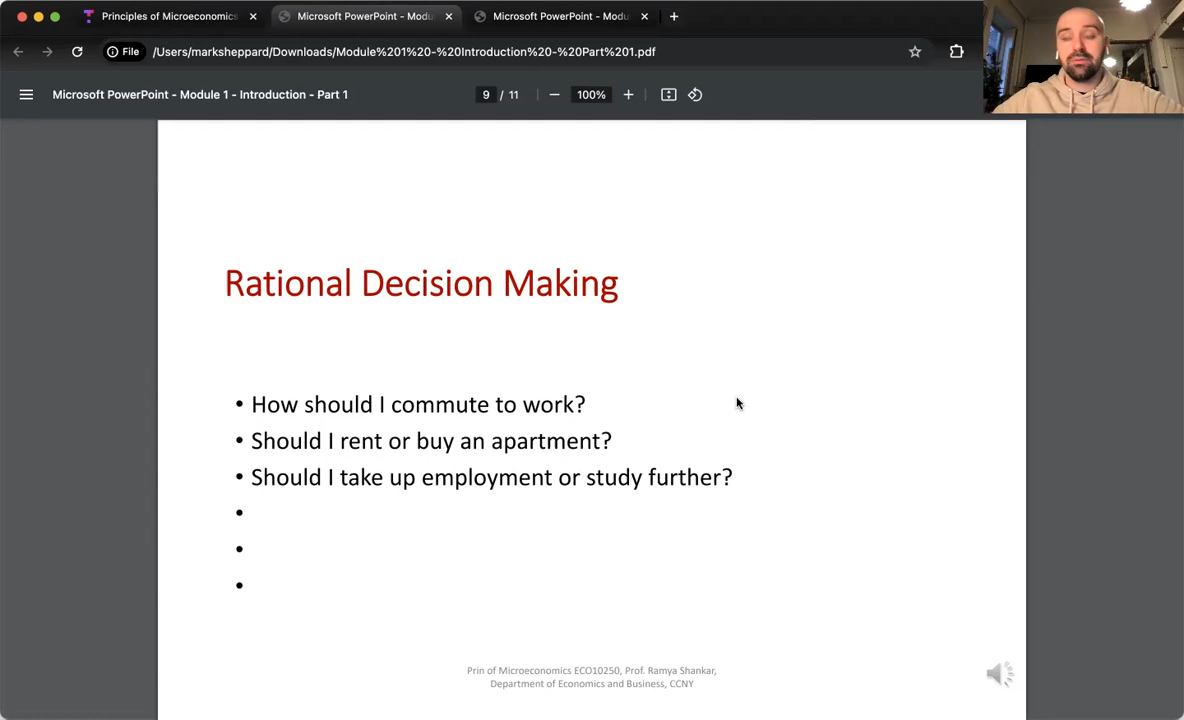 Principles of Microeconomics
Microsoft PowerPoint - Modu
Microsoft PowerPoint - Modu
File
/Users/marksheppard/Downloads/Module%201%20-%20Introduction%20-%20Part%201.pdf
Microsoft PowerPoint - Module 1 - Introduction - Part 1
9 / 11
100%
Rational Decision Making
• How should I commute to work?
• Should I rent or buy an apartment?
• Should I take up employment or study further?
•
•
•
Prin of Microeconomics ECO10250, Prof. Ramya Shankar,
Department of Economics and Business, CCNY